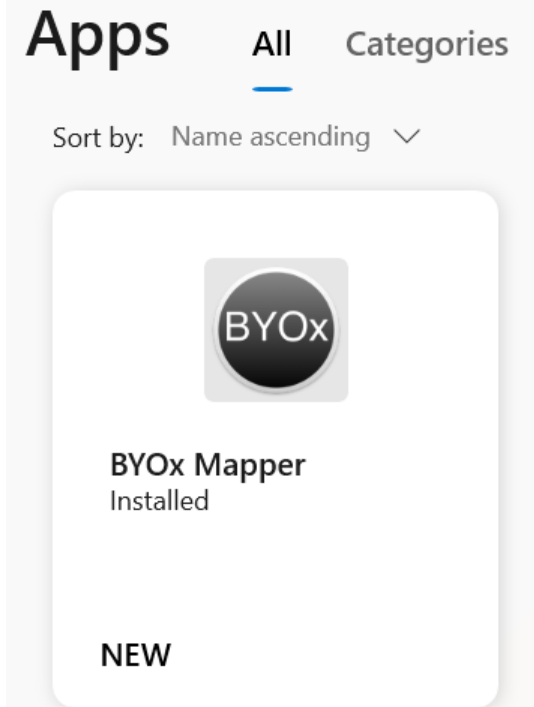 Apps All Categories
Sort by: Name ascending
BYOx
BYOx Mapper
Installed
NEW